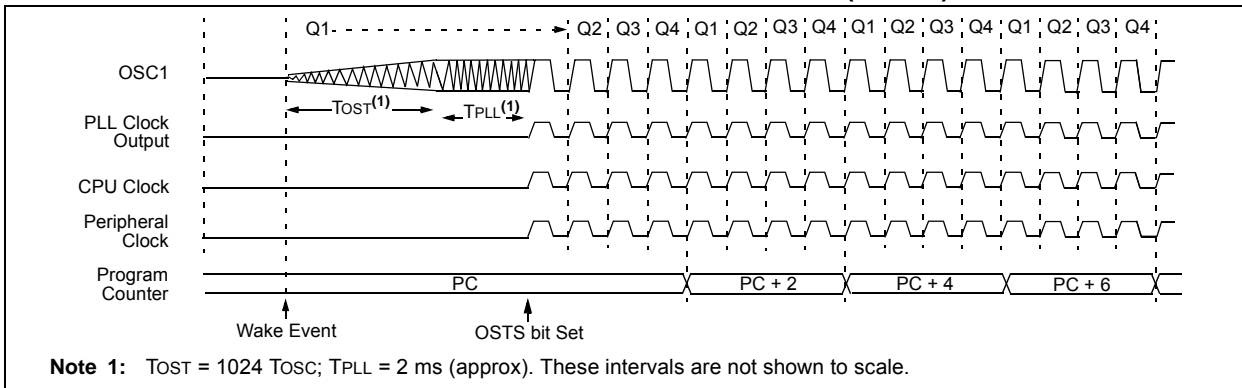 Q1 Q2 Q3 Q4 Q1 Q2 Q3 Q4 Q1 Q2 Q3 Q4 Q1 Q2 Q3 Q4
OSC1
TOST(1) TPLL(1)
PLL Clock
Output
CPU Clock
Peripheral
Clock
Program
Counter
PC PC + 2 PC + 4 PC + 6
Wake Event OSTS bit Set
Note 1: TOST = 1024 TOSC; TPLL = 2 ms (approx). These intervals are not shown to scale.